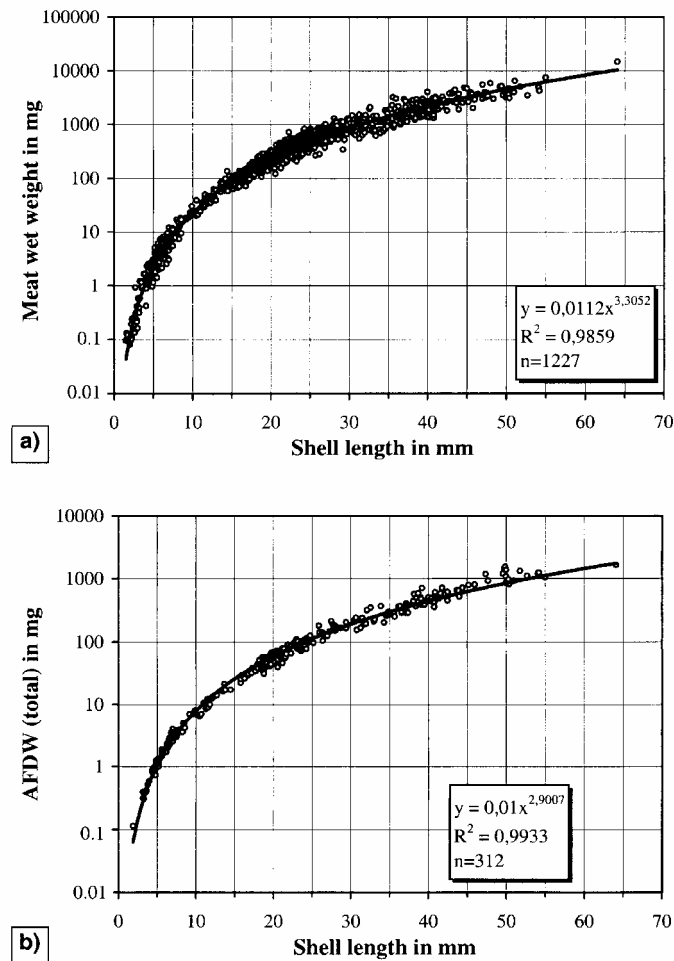 100000
10000
1000
100
10
1
0.1
0.01
Meat wet weight in mg
y = 0,0112x^3,3052
R² = 0,9859
n=1227
0 10 20 30 40 50 60 70
a)
Shell length in mm
10000
1000
100
10
1
0.1
0.01
AFDW (total) in mg
y = 0,01x^2,9007
R² = 0,9933
n=312
0 10 20 30 40 50 60 70
b)
Shell length in mm